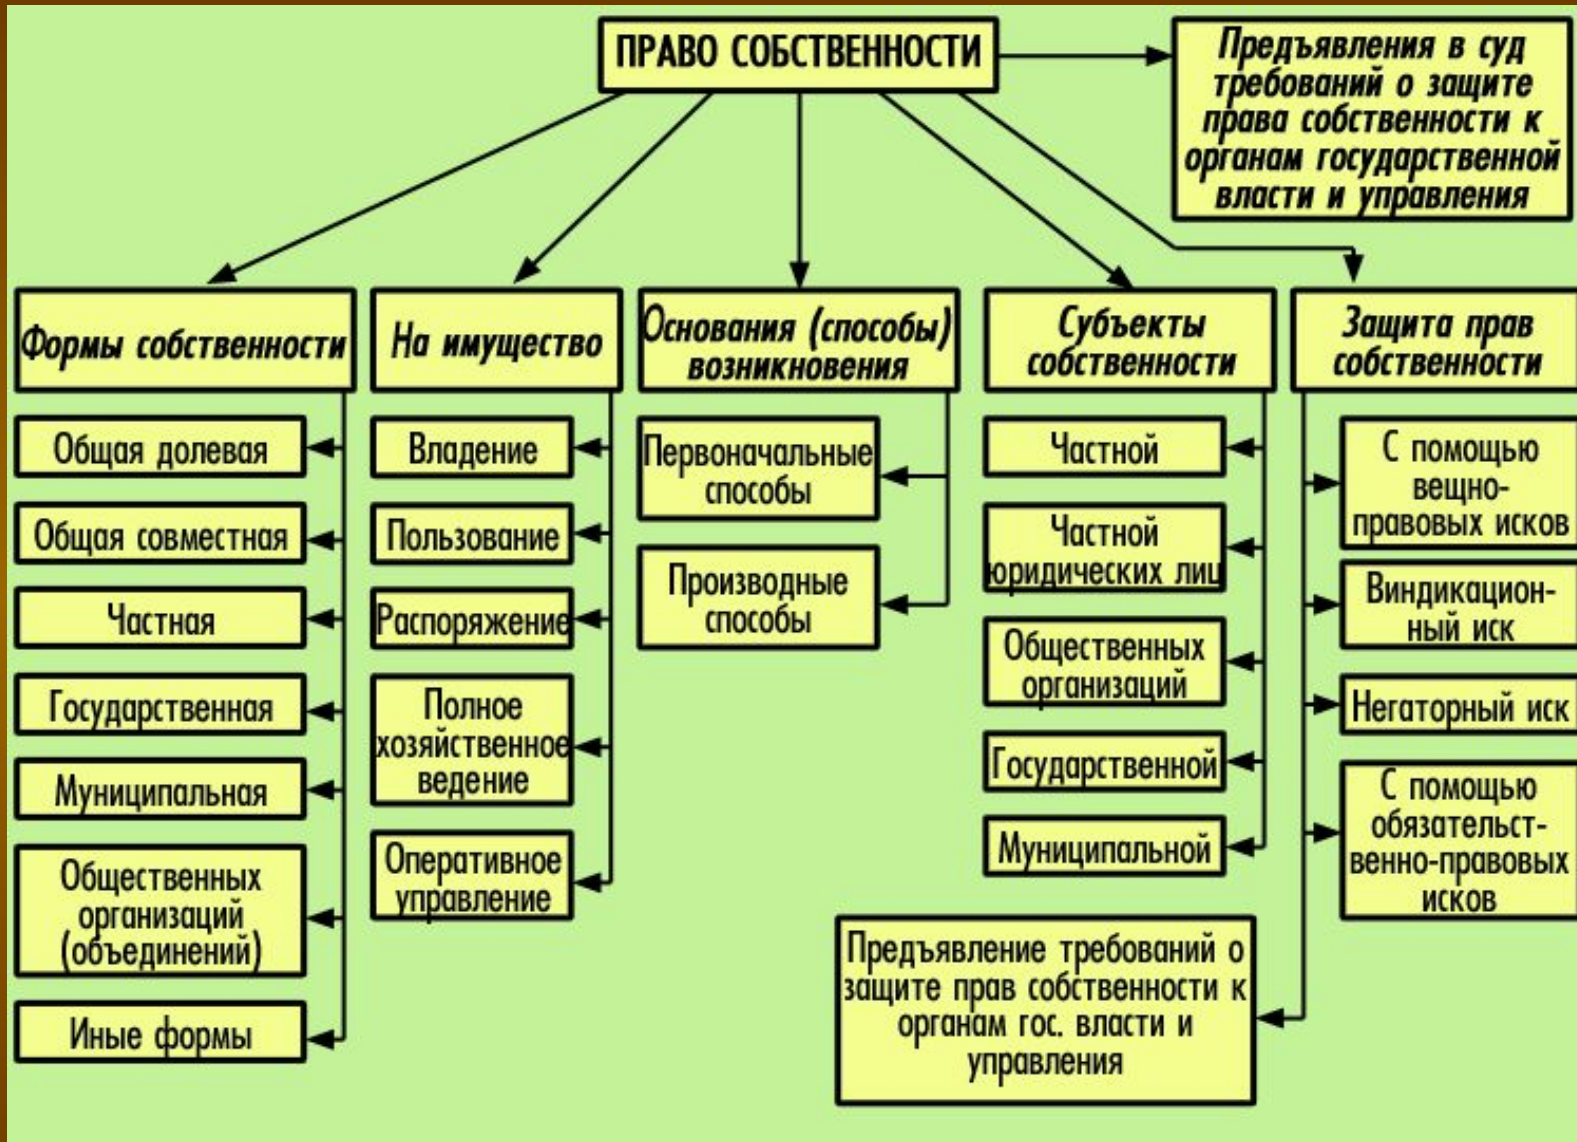 ПРАВО СОБСТВЕННОСТИ
Предъявления в суд
требований о защите
права собственности к
органам государственной
власти и управления
Формы собственности
Общая долевая
Общая совместная
Частная
Государственная
Муниципальная
Общественных
организаций
(объединений)
Иные формы
На имущество
Владение
Пользование
Распоряжение
Полное
хозяйственное
ведение
Оперативное
управление
Основания (способы)
возникновения
Первоначальные
способы
Производные
способы
Субъекты
собственности
Частной
Частной
юридических лиц
Общественных
организаций
Государственной
Муниципальной
Защита прав
собственности
С помощью
вещно-
правовых исков
Виндикацион-
ный иск
Негаторный иск
С помощью
обязательст-
венно-правовых
исков
Предъявление требований о
защите прав собственности к
органам гос. власти и
управления